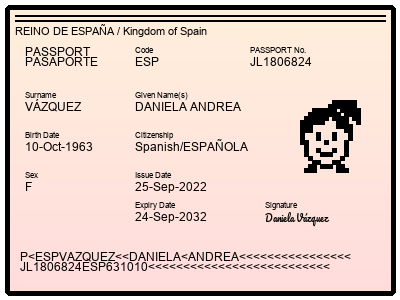 REINO DE ESPAÑA / Kingdom of Spain
PASSPORT
PASAPORTE
Code
ESP
PASSPORT No.
JL1806824
Surname
VÁZQUEZ
Given Name(s)
DANIELA ANDREA
Birth Date
10-Oct-1963
Citizenship
Spanish/ESPAÑOLA
Sex
F
Issue Date
25-Sep-2022
Expiry Date
24-Sep-2032
Signature
Daniela Vázquez
P<ESPVAZQUEZ<<DANIELA<ANDREA<<<<<<<<<<<<<<<<
JL1806824ESP631010<<<<<<<<<<<<<<<<<<<<<<<<<<